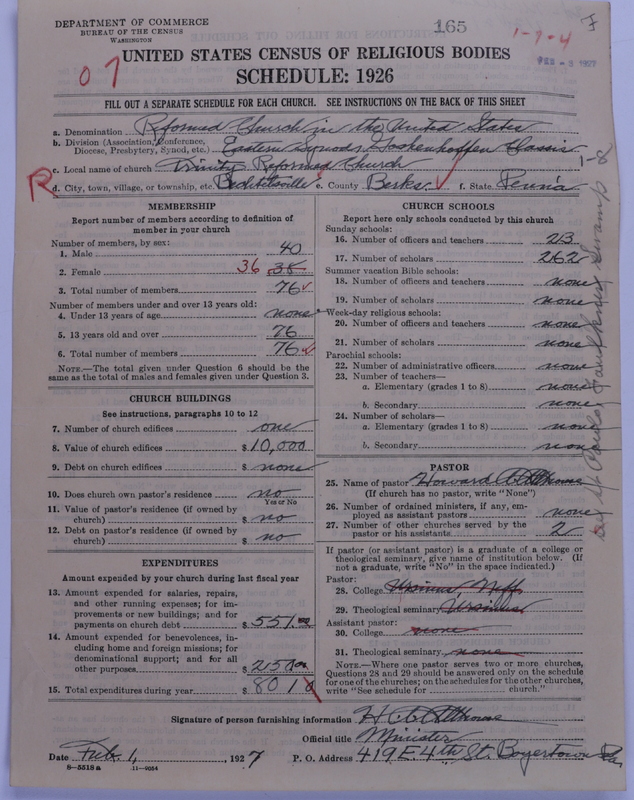 DEPARTMENT OF COMMERCE
BUREAU OF THE CENSUS
WASHINGTON
165
F
1-9-4
FEB -3 1927
07
UNITED STATES CENSUS OF RELIGIOUS BODIES
SCHEDULE: 1926
FILL OUT A SEPARATE SCHEDULE FOR EACH CHURCH. SEE INSTRUCTIONS ON THE BACK OF THIS SHEET
a. Denomination Reformed Church in the United States
b. Division (Association, Conference, Diocese, Presbytery, Synod, etc.) Eastern Synod, Goshenhoppen Classis
1-8
c. Local name of church Trinity Reformed Church
R d. City, town, village, or township, etc. Bechtelsville e. County Berks f. State Penn'a
MEMBERSHIP
Report number of members according to definition of member in your church
Number of members, by sex:
1. Male 40
2. Female 36 38
3. Total number of members 76
Number of members under and over 13 years old:
4. Under 13 years of age none
5. 13 years old and over 76
6. Total number of members 76
NOTE.—The total given under Question 6 should be the same as the total of males and females given under Question 3.
CHURCH BUILDINGS
See instructions, paragraphs 10 to 12
7. Number of church edifices one
8. Value of church edifices $ 10,000
9. Debt on church edifices $ none
10. Does church own pastor's residence no
Yes or No
11. Value of pastor's residence (if owned by church) $ no
12. Debt on pastor's residence (if owned by church) $ no
EXPENDITURES
Amount expended by your church during last fiscal year
13. Amount expended for salaries, repairs, and other running expenses; for improvements or new buildings; and for payments on church debt $ 551.00
14. Amount expended for benevolences, including home and foreign missions; for denominational support; and for all other purposes $ 250.00
15. Total expenditures during year $ 801
CHURCH SCHOOLS
Report here only schools conducted by this church
Sunday schools:
16. Number of officers and teachers 23
17. Number of scholars 262
Summer vacation Bible schools:
18. Number of officers and teachers none
19. Number of scholars none
Week-day religious schools:
20. Number of officers and teachers none
21. Number of scholars none
Parochial schools:
22. Number of administrative officers none
23. Number of teachers—
a. Elementary (grades 1 to 8) none
b. Secondary none
24. Number of scholars—
a. Elementary (grades 1 to 8) none
b. Secondary none
PASTOR
25. Name of pastor Howard A. Althouse
(If church has no pastor, write "None")
26. Number of ordained ministers, if any, employed as assistant pastors none
27. Number of other churches served by the pastor or his assistants 2
If pastor (or assistant pastor) is a graduate of a college or theological seminary, give name of institution below. (If not a graduate, write "No" in the space indicated.)
Pastor:
28. College Ursinus,
29. Theological seminary Ursinus
Assistant pastor:
30. College none
31. Theological seminary none
NOTE.—Where one pastor serves two or more churches, Questions 28 and 29 should be answered only on the schedule for one of the churches; on the schedules for the other churches, write "See schedule for church."
Signature of person furnishing information H A Althouse
Official title Minister
Date Feb. 1, 1927 P. O. Address 419 E. 4th St. Boyertown Pa
8—5518 a 11—9054